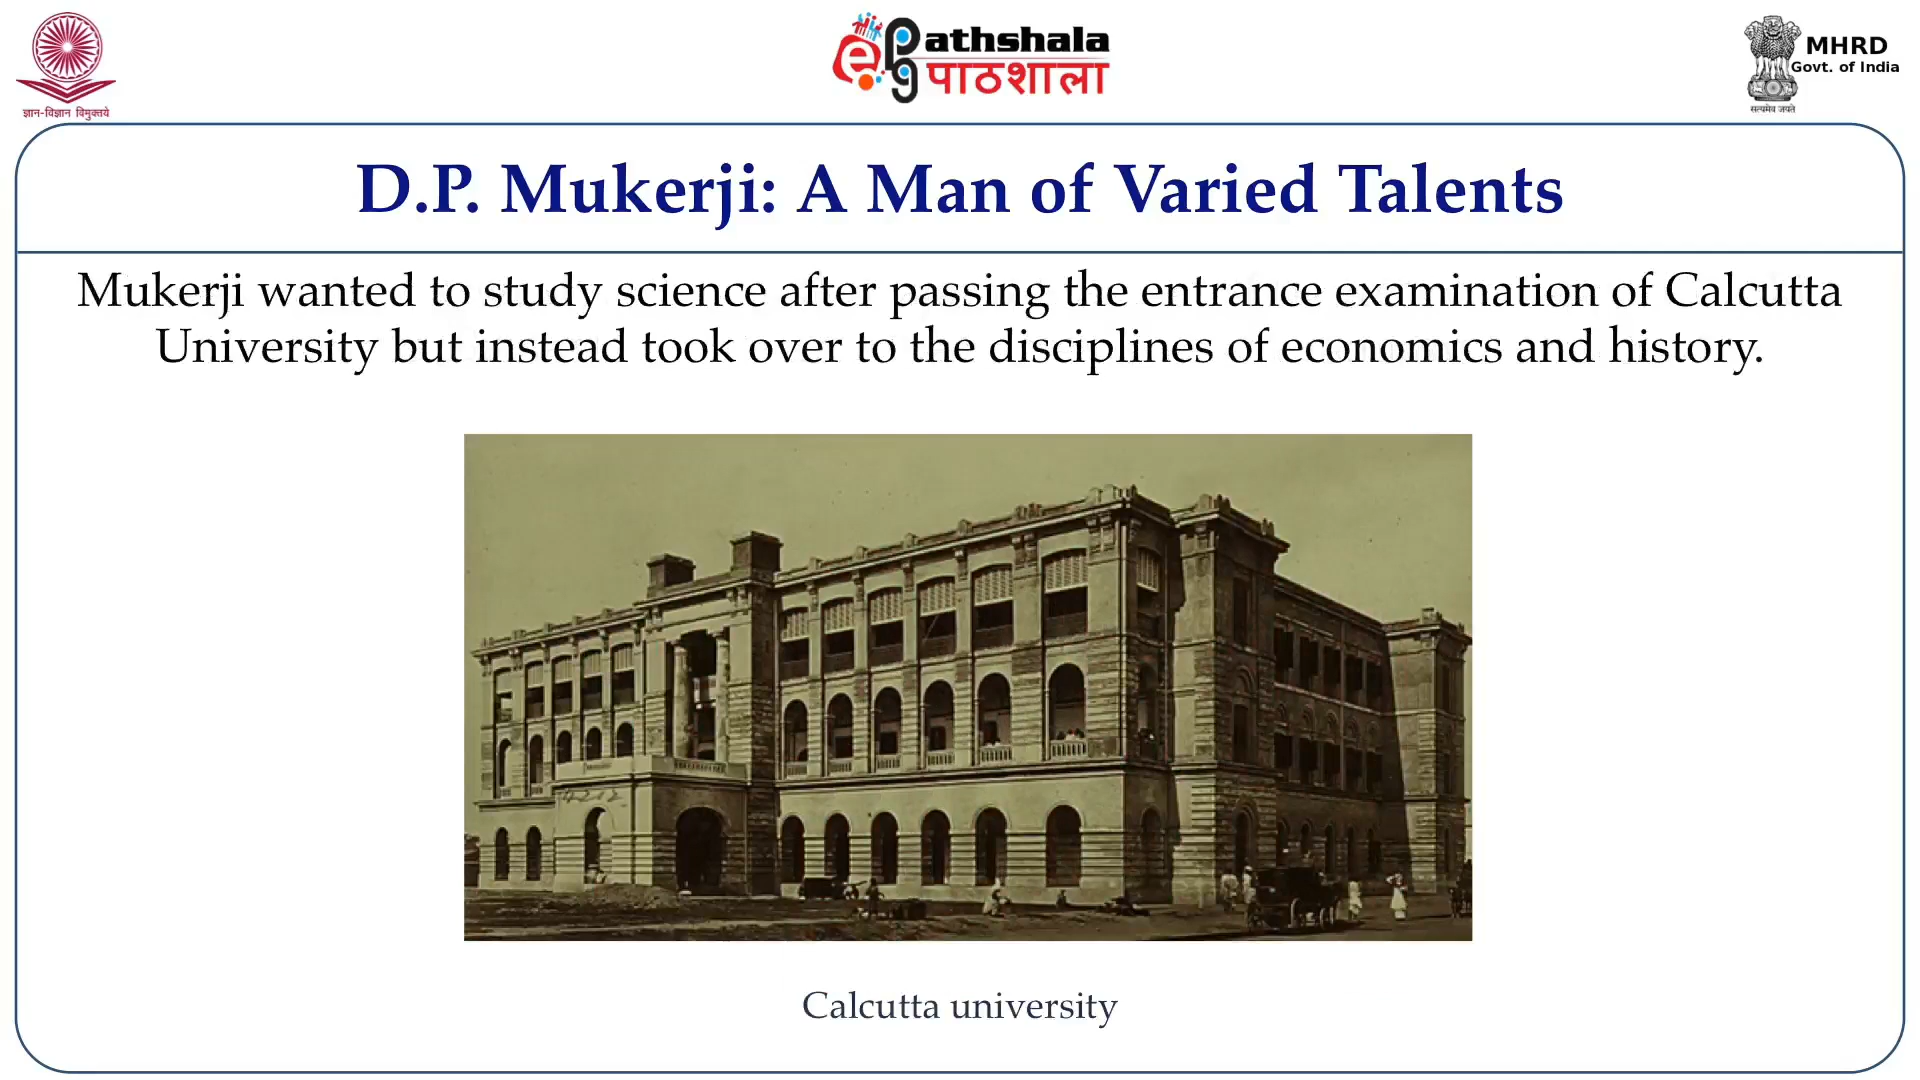 ज्ञान-विज्ञान विमुक्तये
ePG
athshala
पाठशाला
सत्यमेव जयते
MHRD
Govt. of India
D.P. Mukerji: A Man of Varied Talents
Mukerji wanted to study science after passing the entrance examination of Calcutta
University but instead took over to the disciplines of economics and history.
Calcutta university